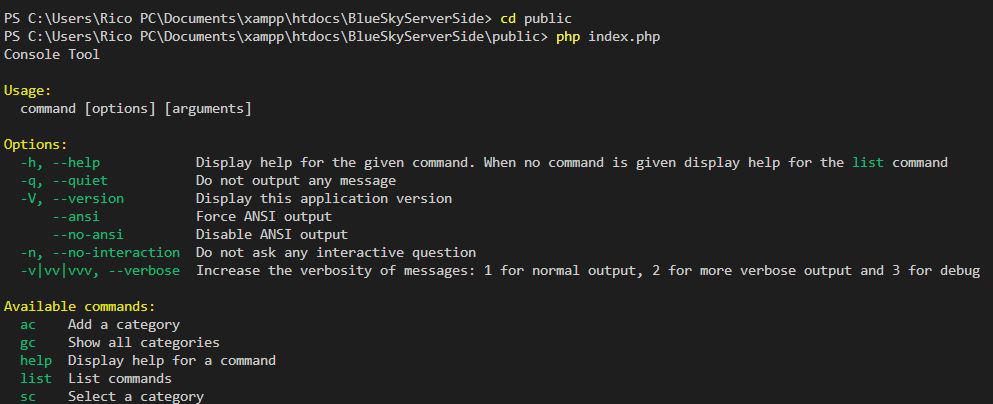 PS C:\Users\Rico PC\Documents\xampp\htdocs\BlueSkyServerSide> cd public
PS C:\Users\Rico PC\Documents\xampp\htdocs\BlueSkyServerSide\public> php index.php
Console Tool
Usage:
  command [options] [arguments]
Options:
  -h, --help            Display help for the given command. When no command is given display help for the list command
  -q, --quiet           Do not output any message
  -V, --version         Display this application version
      --ansi            Force ANSI output
      --no-ansi         Disable ANSI output
  -n, --no-interaction  Do not ask any interactive question
  -v|vv|vvv, --verbose  Increase the verbosity of messages: 1 for normal output, 2 for more verbose output and 3 for debug
Available commands:
  ac    Add a category
  gc    Show all categories
  help  Display help for a command
  list  List commands
  sc    Select a category